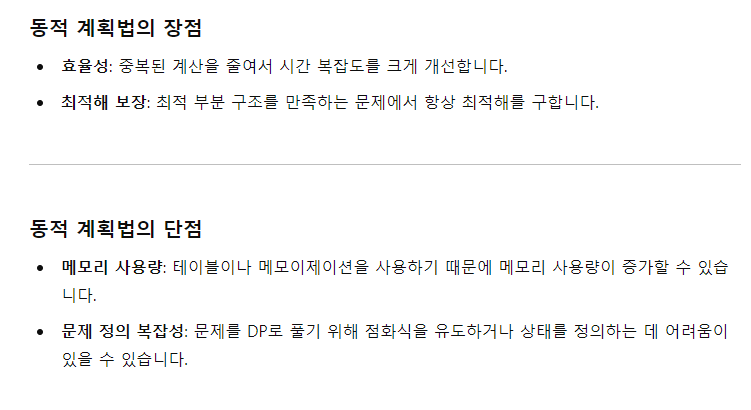 동적 계획법의 장점
• 효율성: 중복된 계산을 줄여서 시간 복잡도를 크게 개선합니다.
• 최적해 보장: 최적 부분 구조를 만족하는 문제에서 항상 최적해를 구합니다.
동적 계획법의 단점
• 메모리 사용량: 테이블이나 메모이제이션을 사용하기 때문에 메모리 사용량이 증가할 수 있습
니다.
• 문제 정의 복잡성: 문제를 DP로 풀기 위해 점화식을 유도하거나 상태를 정의하는 데 어려움이
있을 수 있습니다.